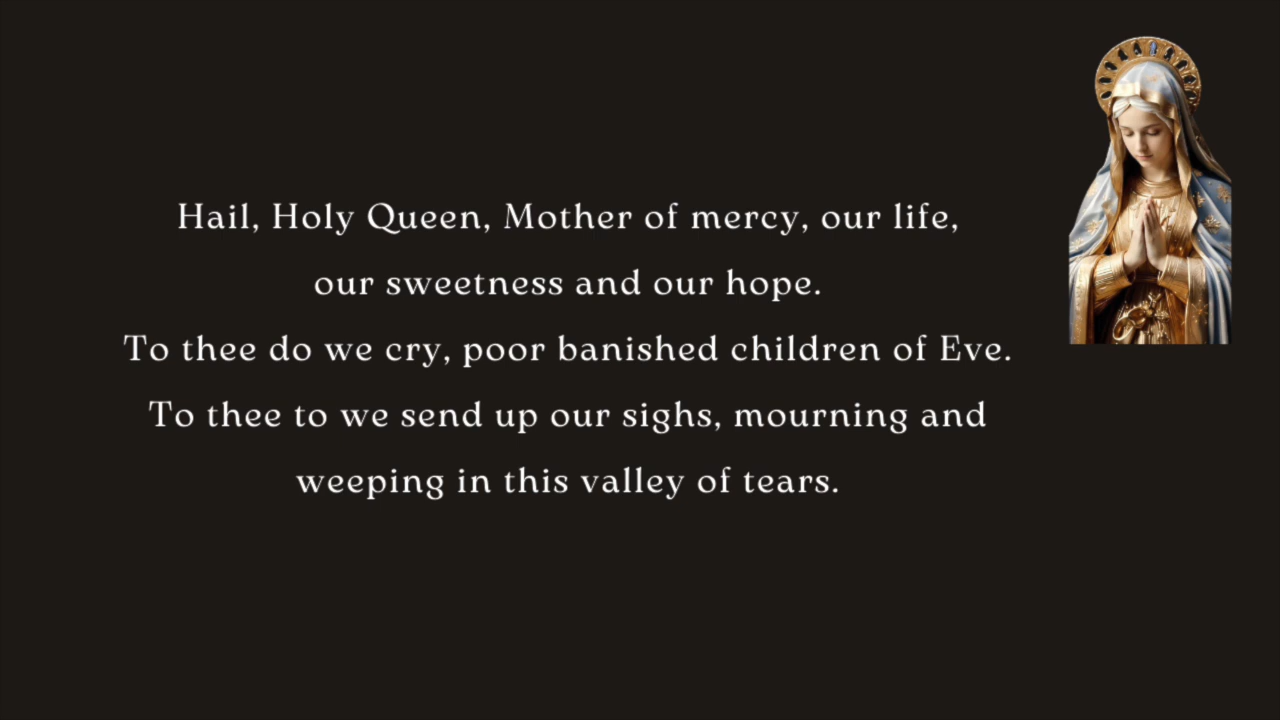 Hail, Holy Queen, Mother of mercy, our life,
our sweetness and our hope.
To thee do we cry, poor banished children of Eve.
To thee to we send up our sighs, mourning and
weeping in this valley of tears.